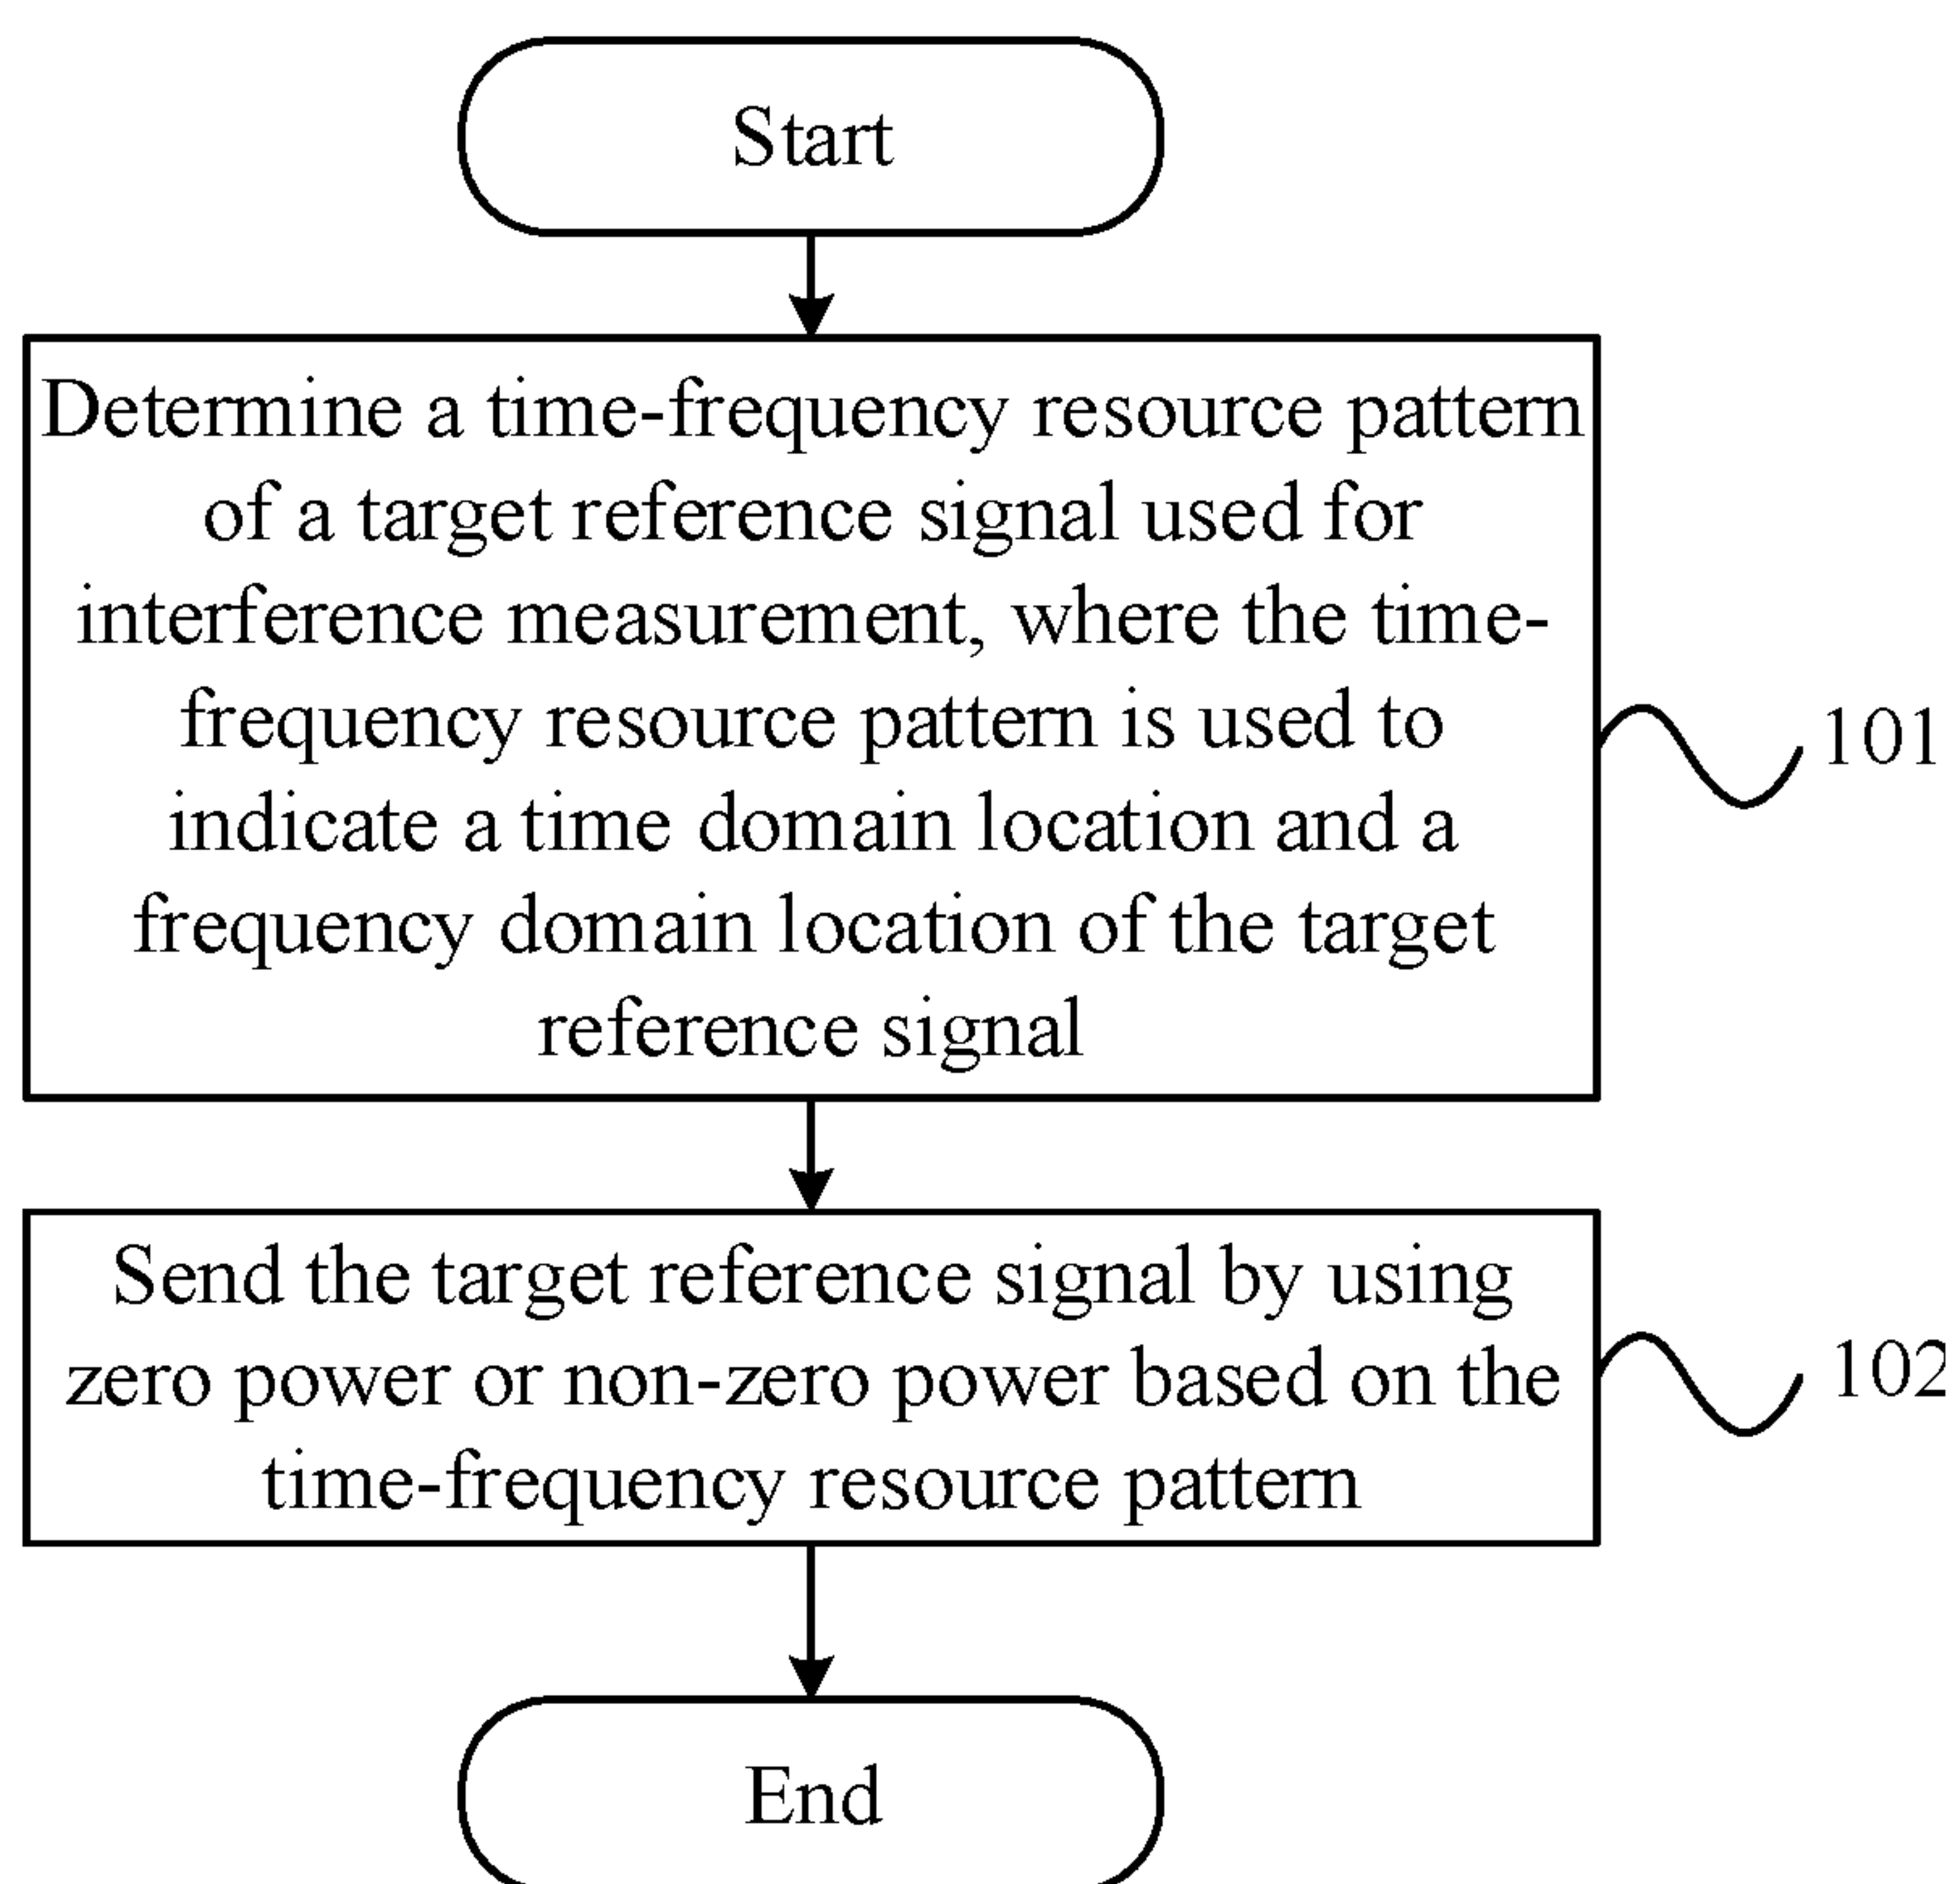 Start
Determine a time-frequency resource pattern
of a target reference signal used for
interference measurement, where the time-
frequency resource pattern is used to
indicate a time domain location and a
frequency domain location of the target
reference signal
101
Send the target reference signal by using
zero power or non-zero power based on the
time-frequency resource pattern
102
End